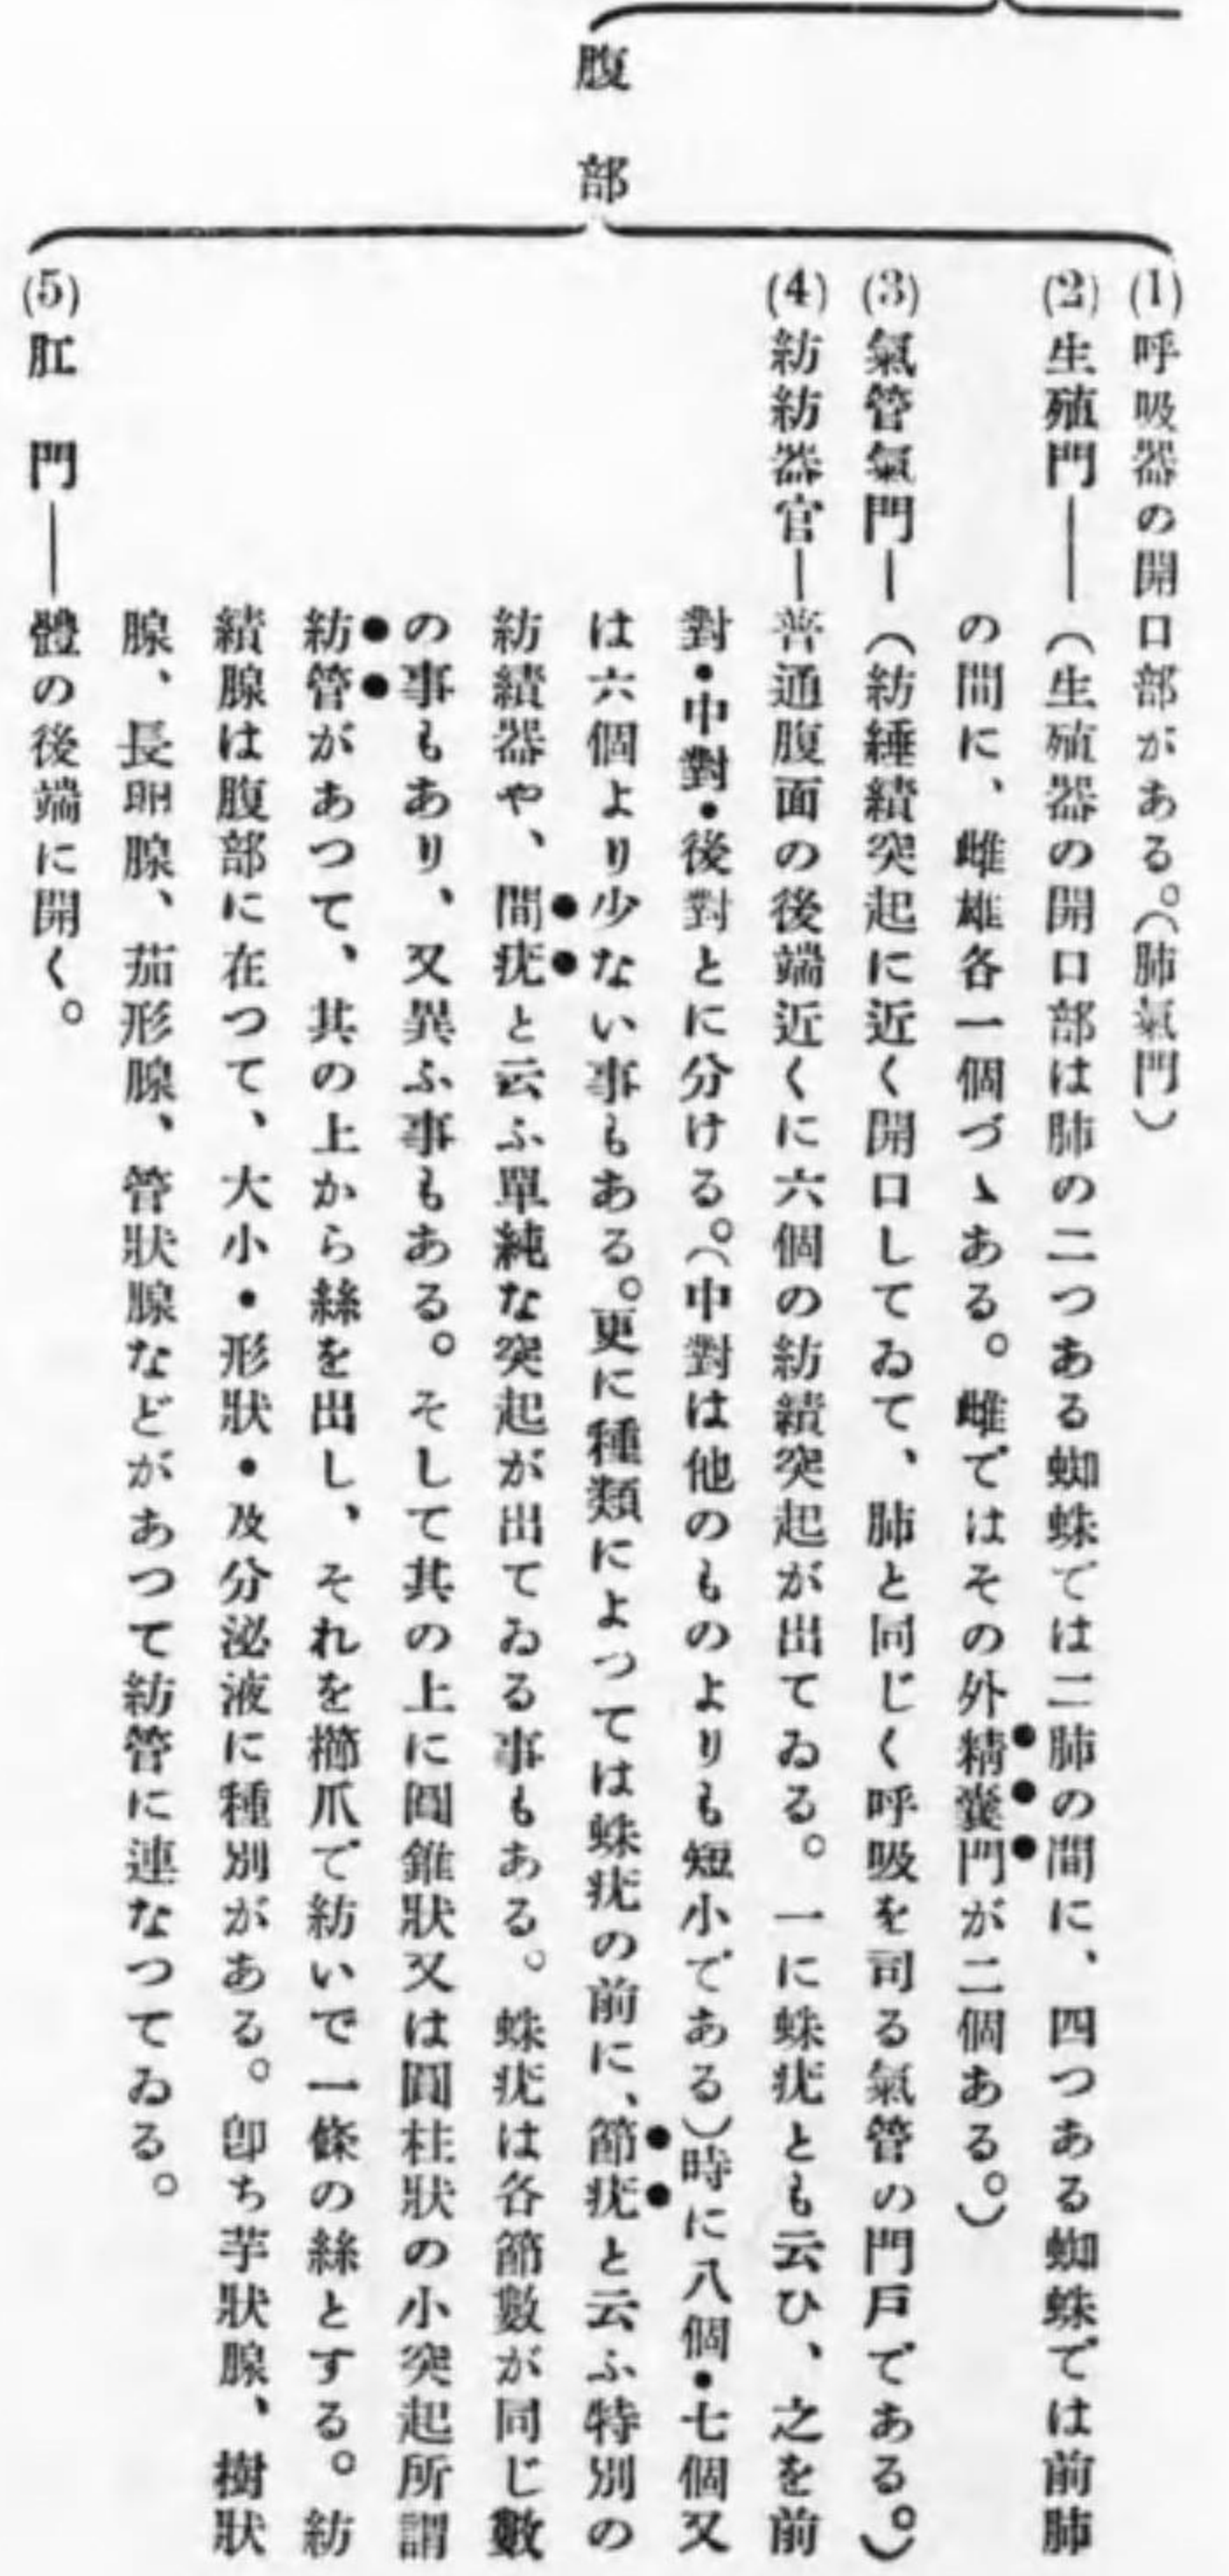 腹部
(1)呼吸器の開口部がある。（肺氣門）
(2)生殖門——（生殖器の開口部は肺の二つある蜘蛛では二肺の間に、四つある蜘蛛では前肺
の間に、雌雄各一個づゝある。雌ではその外精嚢門が二個ある。）
(3)氣管氣門—（紡綞績突起に近く開口してゐて、肺と同じく呼吸を司る氣管の門戸である。）
(4)紡紡器官—普通腹面の後端近くに六個の紡績突起が出てゐる。一に蛛疣とも云ひ、之を前
對・中對・後對とに分ける。（中對は他のものよりも短小である）時に八個・七個又
は六個より少ない事もある。更に種類によっては蛛疣の前に、節疣と云ふ特別の
紡績器や、間疣と云ふ單純な突起が出てゐる事もある。蛛疣は各節數が同じ數
の事もあり、又異ふ事もある。そして其の上に圓錐狀又は圓柱狀の小突起所謂
紡管があつて、其の上から絲を出し、それを櫛爪で紡いで一條の絲とする。紡
績腺は腹部に在つて、大小・形狀・及分泌液に種別がある。卽ち芋狀腺、樹狀
腺、長卵腺、茄形腺、管狀腺などがあつて紡管に連なつてゐる。
(5)肛門——體の後端に開く。